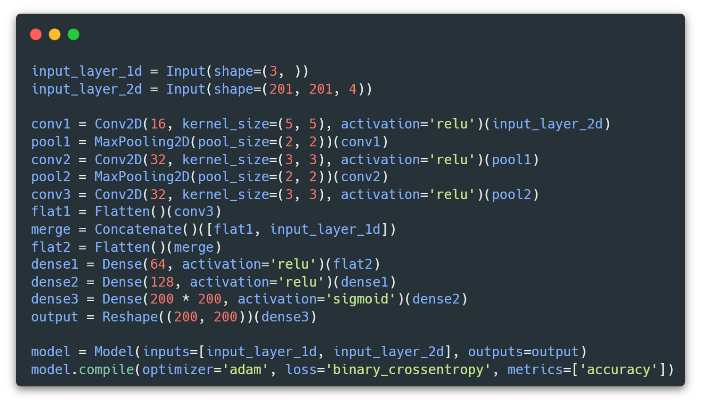 input_layer_1d = Input(shape=(3, ))
input_layer_2d = Input(shape=(201, 201, 4))
conv1 = Conv2D(16, kernel_size=(5, 5), activation='relu')(input_layer_2d)
pool1 = MaxPooling2D(pool_size=(2, 2))(conv1)
conv2 = Conv2D(32, kernel_size=(3, 3), activation='relu')(pool1)
pool2 = MaxPooling2D(pool_size=(2, 2))(conv2)
conv3 = Conv2D(32, kernel_size=(3, 3), activation='relu')(pool2)
flat1 = Flatten()(conv3)
merge = Concatenate()([flat1, input_layer_1d])
flat2 = Flatten()(merge)
dense1 = Dense(64, activation='relu')(flat2)
dense2 = Dense(128, activation='relu')(dense1)
dense3 = Dense(200 * 200, activation='sigmoid')(dense2)
output = Reshape((200, 200))(dense3)
model = Model(inputs=[input_layer_1d, input_layer_2d], outputs=output)
model.compile(optimizer='adam', loss='binary_crossentropy', metrics=['accuracy'])